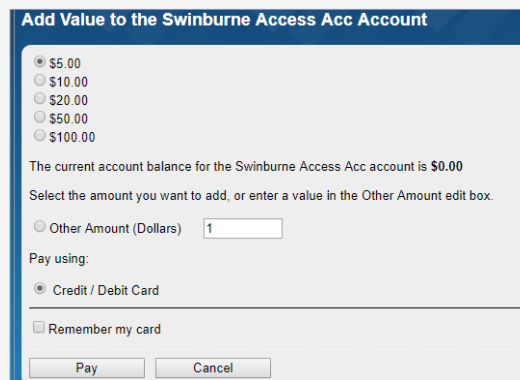 Add Value to the Swinburne Access Acc Account
$5.00
$10.00
$20.00
$50.00
$100.00
The current account balance for the Swinburne Access Acc account is $0.00
Select the amount you want to add, or enter a value in the Other Amount edit box.
Other Amount (Dollars) 1
Pay using:
Credit / Debit Card
Remember my card
Pay Cancel